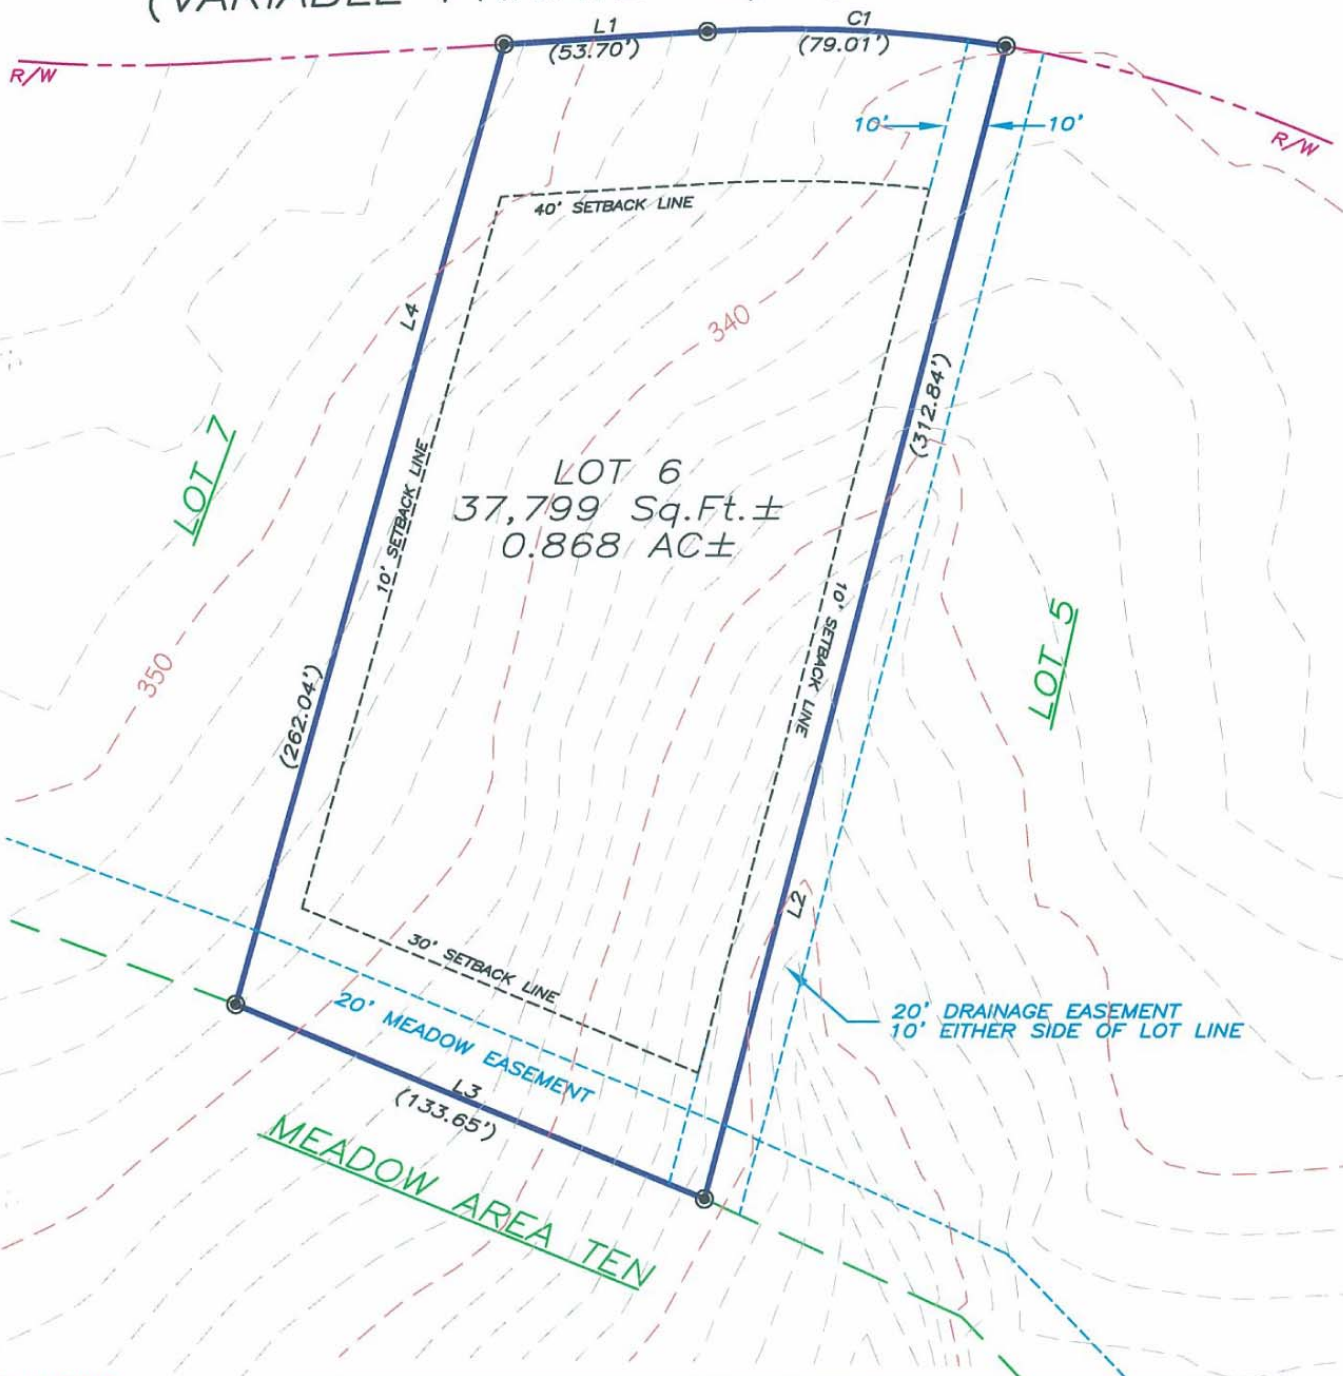 L1
(53.70')
C1
(79.01')
R/W
R/W
10'
10'
40' SETBACK LINE
L4
340
(312.84')
LOT 7
10' SETBACK LINE
LOT 6
37,799 Sq.Ft.±
0.868 AC±
10' SETBACK LINE
LOT 5
350
(262.04')
L2
30' SETBACK LINE
20' MEADOW EASEMENT
20' DRAINAGE EASEMENT
10' EITHER SIDE OF LOT LINE
L3
(133.65')
MEADOW AREA TEN